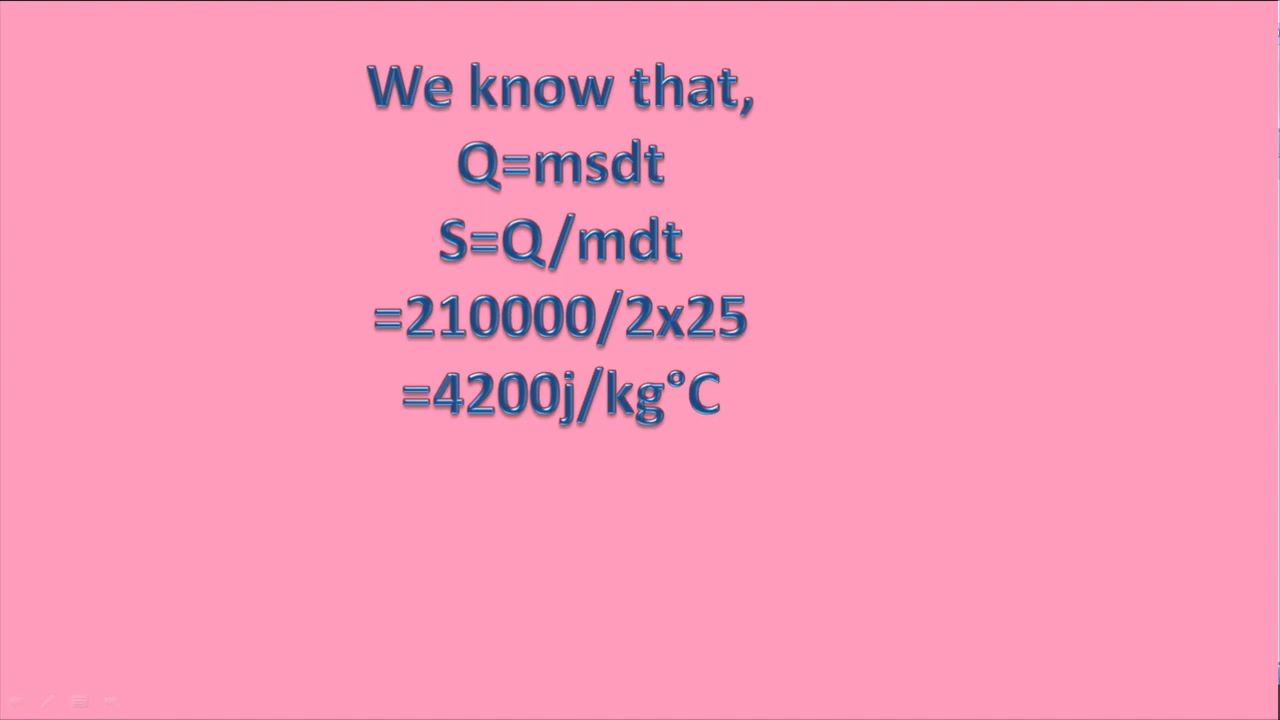 We know that,
Q=msdt
S=Q/mdt
=210000/2x25
=4200j/kg°C